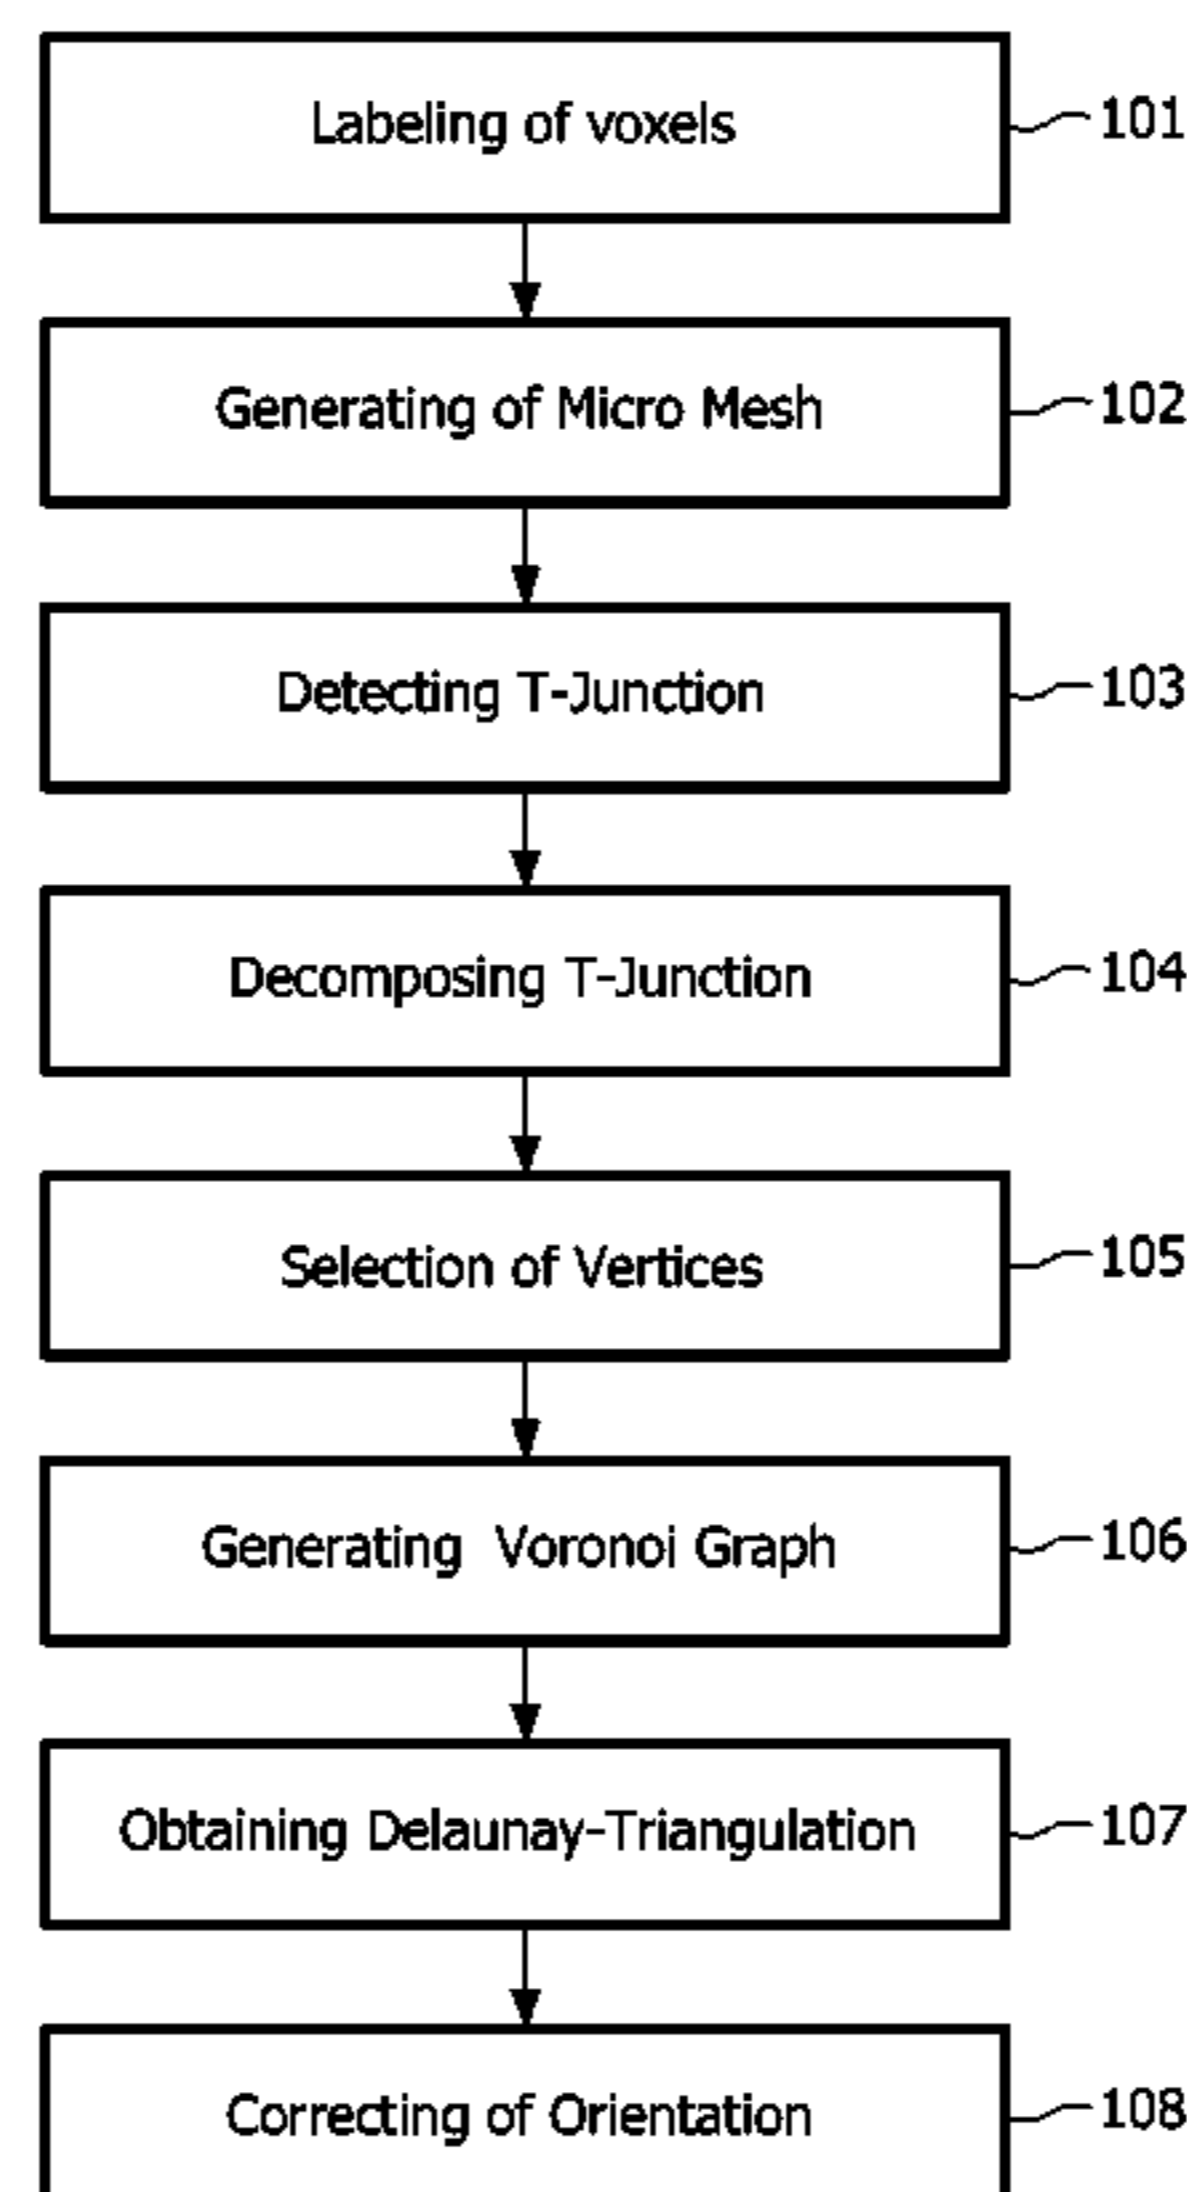 Labeling of voxels 101
Generating of Micro Mesh 102
Detecting T-Junction 103
Decomposing T-Junction 104
Selection of Vertices 105
Generating Voronoi Graph 106
Obtaining Delaunay-Triangulation 107
Correcting of Orientation 108